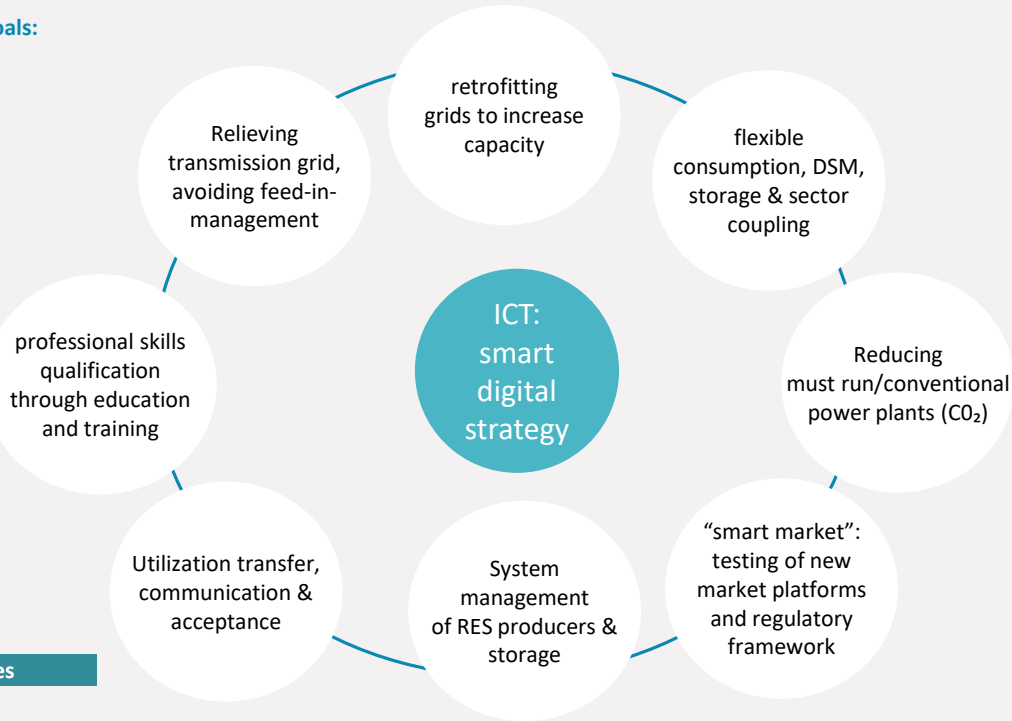 oals:
retrofitting
grids to increase
capacity
Relieving
transmission grid,
avoiding feed-in-
management
flexible
consumption, DSM,
storage & sector
coupling
ICT:
smart
digital
strategy
professional skills
qualification
through education
and training
Reducing
must run/conventional
power plants (C0₂)
Utilization transfer,
communication &
acceptance
System
management
of RES producers &
storage
“smart market”:
testing of new
market platforms
and regulatory
framework
es